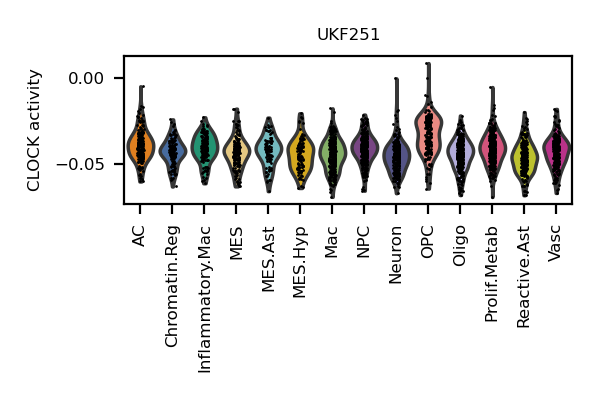 UKF251
CLOCK activity
0.00
−0.05
AC
Chromatin.Reg
Inflammatory.Mac
MES
MES.Ast
MES.Hyp
Mac
NPC
Neuron
OPC
Oligo
Prolif.Metab
Reactive.Ast
Vasc